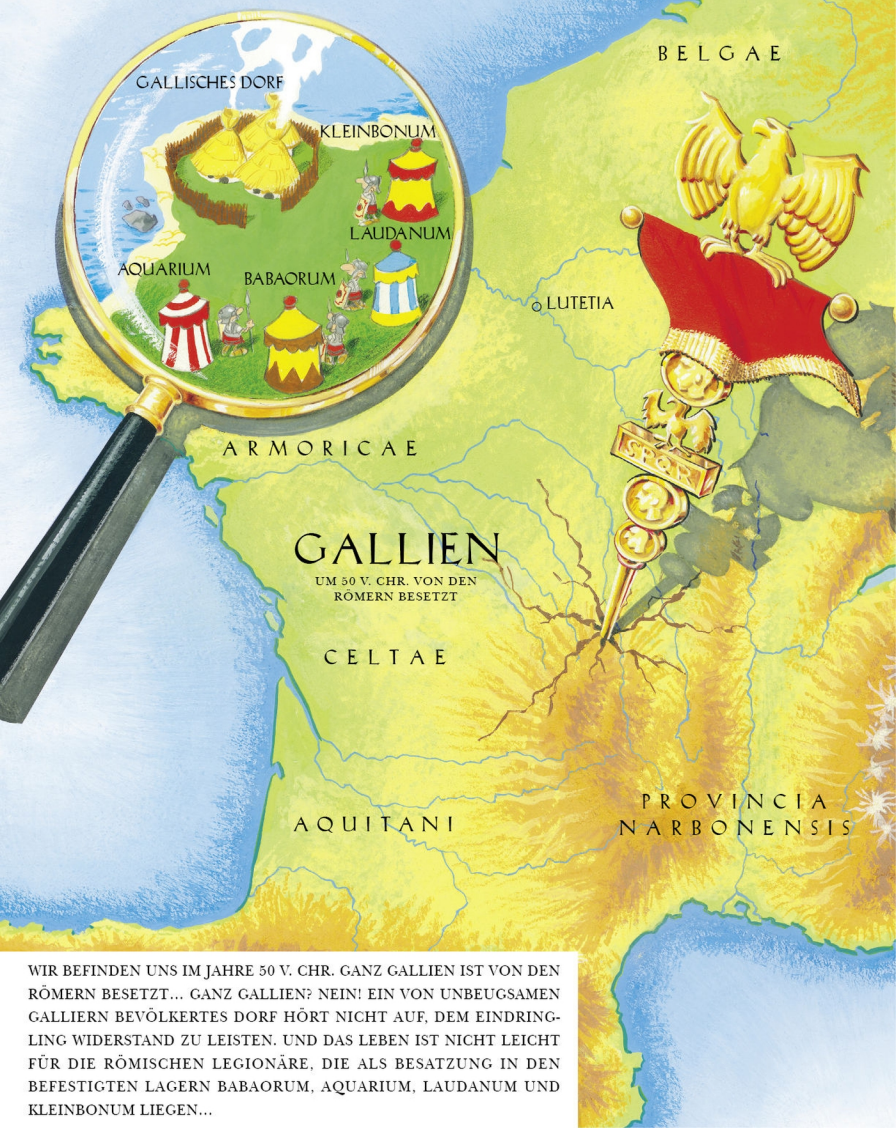 BELGAE
GALLISCHES DORF
KLEINBONUM
LAUDANUM
AQUARIUM
BABAORUM
LUTETIA
ARMORICAE
SPQR
GALLIEN
UM 50 V. CHR. VON DEN
RÖMERN BESETZT
CELTAE
PROVINCIA
NARBONENSIS
AQUITANI
WIR BEFINDEN UNS IM JAHRE 50 V. CHR. GANZ GALLIEN IST VON DEN
RÖMERN BESETZT... GANZ GALLIEN? NEIN! EIN VON UNBEUGSAMEN
GALLIERN BEVÖLKERTES DORF HÖRT NICHT AUF, DEM EINDRING-
LING WIDERSTAND ZU LEISTEN. UND DAS LEBEN IST NICHT LEICHT
FÜR DIE RÖMISCHEN LEGIONÄRE, DIE ALS BESATZUNG IN DEN
BEFESTIGTEN LAGERN BABAORUM, AQUARIUM, LAUDANUM UND
KLEINBONUM LIEGEN...